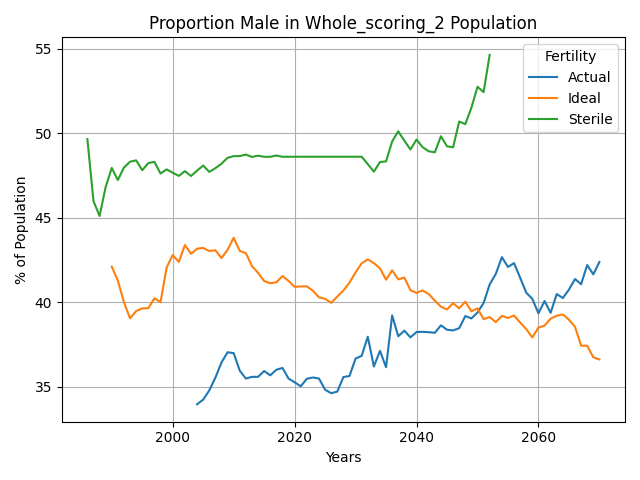 Proportion Male in Whole_scoring_2 Population
% of Population
55
50
45
40
35
2000
2020
2040
2060
Years
Fertility
Actual
Ideal
Sterile